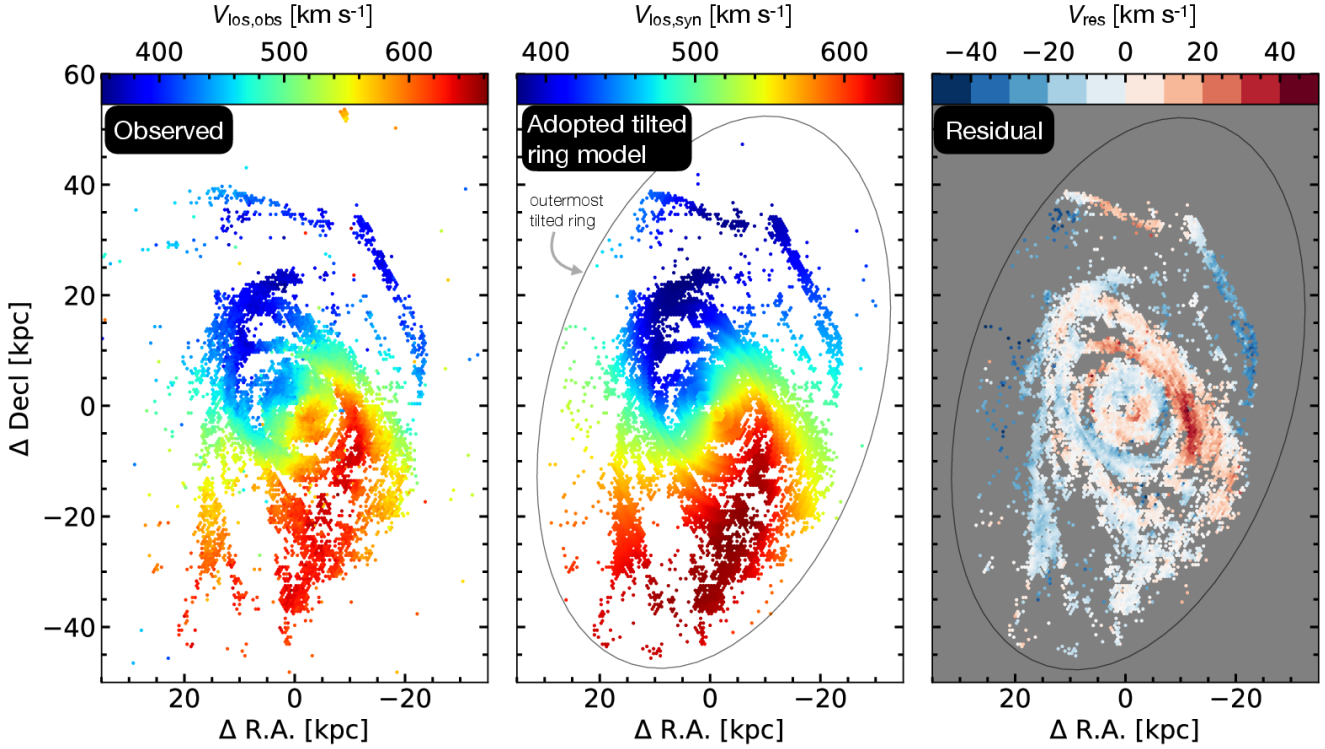 V_los,obs [km s⁻¹]
400 500 600
V_los,syn [km s⁻¹]
400 500 600
V_res [km s⁻¹]
−40 −20 0 20 40
Observed
Adopted tilted
ring model
Residual
outermost
tilted ring
Δ Decl [kpc]
60
40
20
0
−20
−40
20 0 −20
20 0 −20
20 0 −20
Δ R.A. [kpc]
Δ R.A. [kpc]
Δ R.A. [kpc]